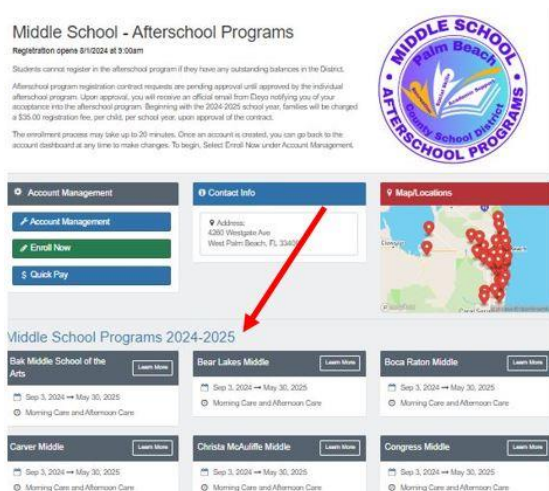 Middle School - Afterschool Programs
Registration opens 8/1/2024 at 9:00am
Students cannot register in the afterschool program if they have any outstanding balances in the District.
Afterschool program registration contract requests are pending approval until approved by the individual
afterschool program. Upon approval, you will receive an official email from Eleyo notifying you of your
acceptance into the afterschool program. Beginning with the 2024-2025 school year, families will be charged
a $35.00 registration fee, per child, per school year, upon approval of the contract.
The enrollment process may take up to 20 minutes. Once an account is created, you can go back to the
account dashboard at any time to make changes. To begin, Select Enroll Now under Account Management.
MIDDLE SCHOOL
Palm Beach
Academic Support
County School District
AFTERSCHOOL PROGRAMS
Account Management
Contact Info
Map/Locations
Account Management
Enroll Now
$ Quick Pay
Address:
4260 Westgate Ave
West Palm Beach, FL
Middle School Programs 2024-2025
Bak Middle School of the
Arts
Learn More
Sep 3, 2024 → May 30, 2025
Morning Care and Afternoon Care
Bear Lakes Middle
Learn More
Sep 3, 2024 → May 30, 2025
Morning Care and Afternoon Care
Boca Raton Middle
Learn More
Sep 3, 2024 → May 30, 2025
Morning Care and Afternoon Care
Carver Middle
Learn More
Sep 3, 2024 → May 30, 2025
Morning Care and Afternoon Care
Christa McAuliffe Middle
Learn More
Sep 3, 2024 → May 30, 2025
Morning Care and Afternoon Care
Congress Middle
Learn More
Sep 3, 2024 → May 30, 2025
Morning Care and Afternoon Care